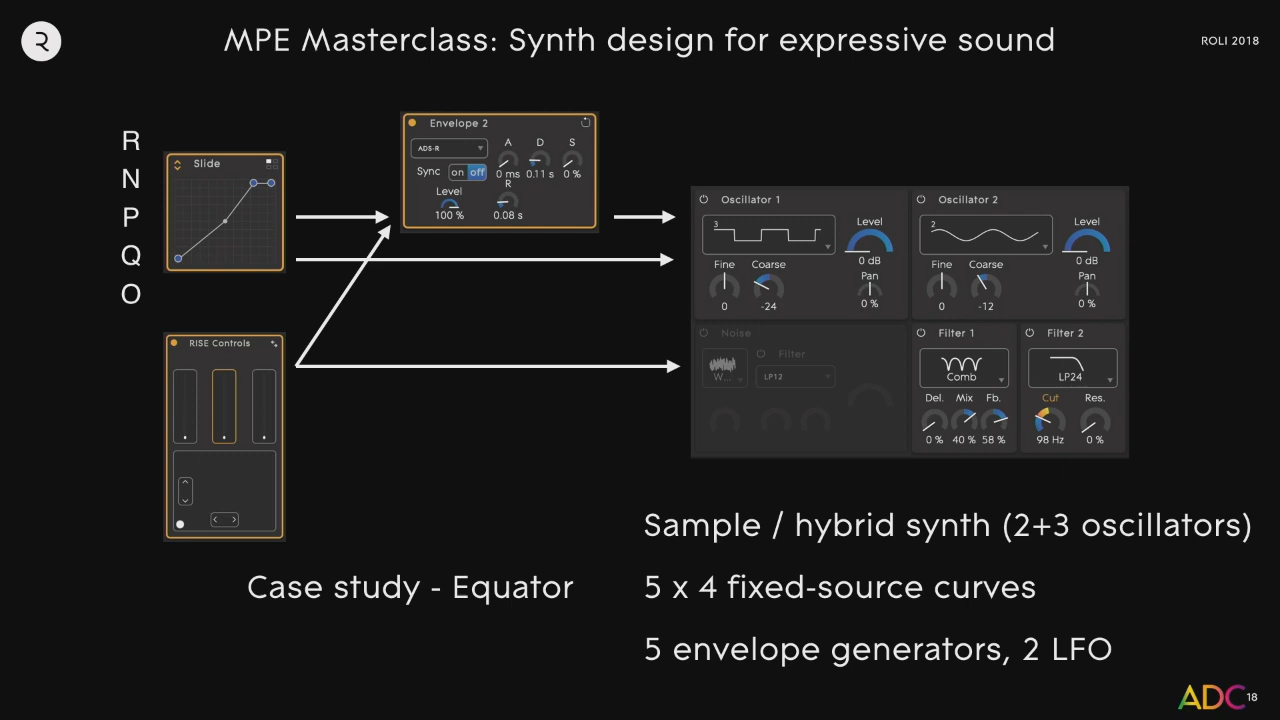 MPE Masterclass: Synth design for expressive sound
R
ROLI 2018
R
N
P
Q
O
Slide
Envelope 2
ADS-R
A D S
Sync on off
0 ms 0.11 s 0 %
Level R
100 % 0.08 s
RISE Controls
Oscillator 1
3
Level
0 dB
Fine Coarse
Pan
0 -24
0 %
Oscillator 2
2
Level
0 dB
Fine Coarse
Pan
0 -12
0 %
Noise
Filter
W...
LP12
Filter 1
Comb
Del. Mix Fb.
0 % 40 % 58 %
Filter 2
LP24
Cut Res.
98 Hz 0 %
Case study - Equator
Sample / hybrid synth (2+3 oscillators)
5 x 4 fixed-source curves
5 envelope generators, 2 LFO
ADC18